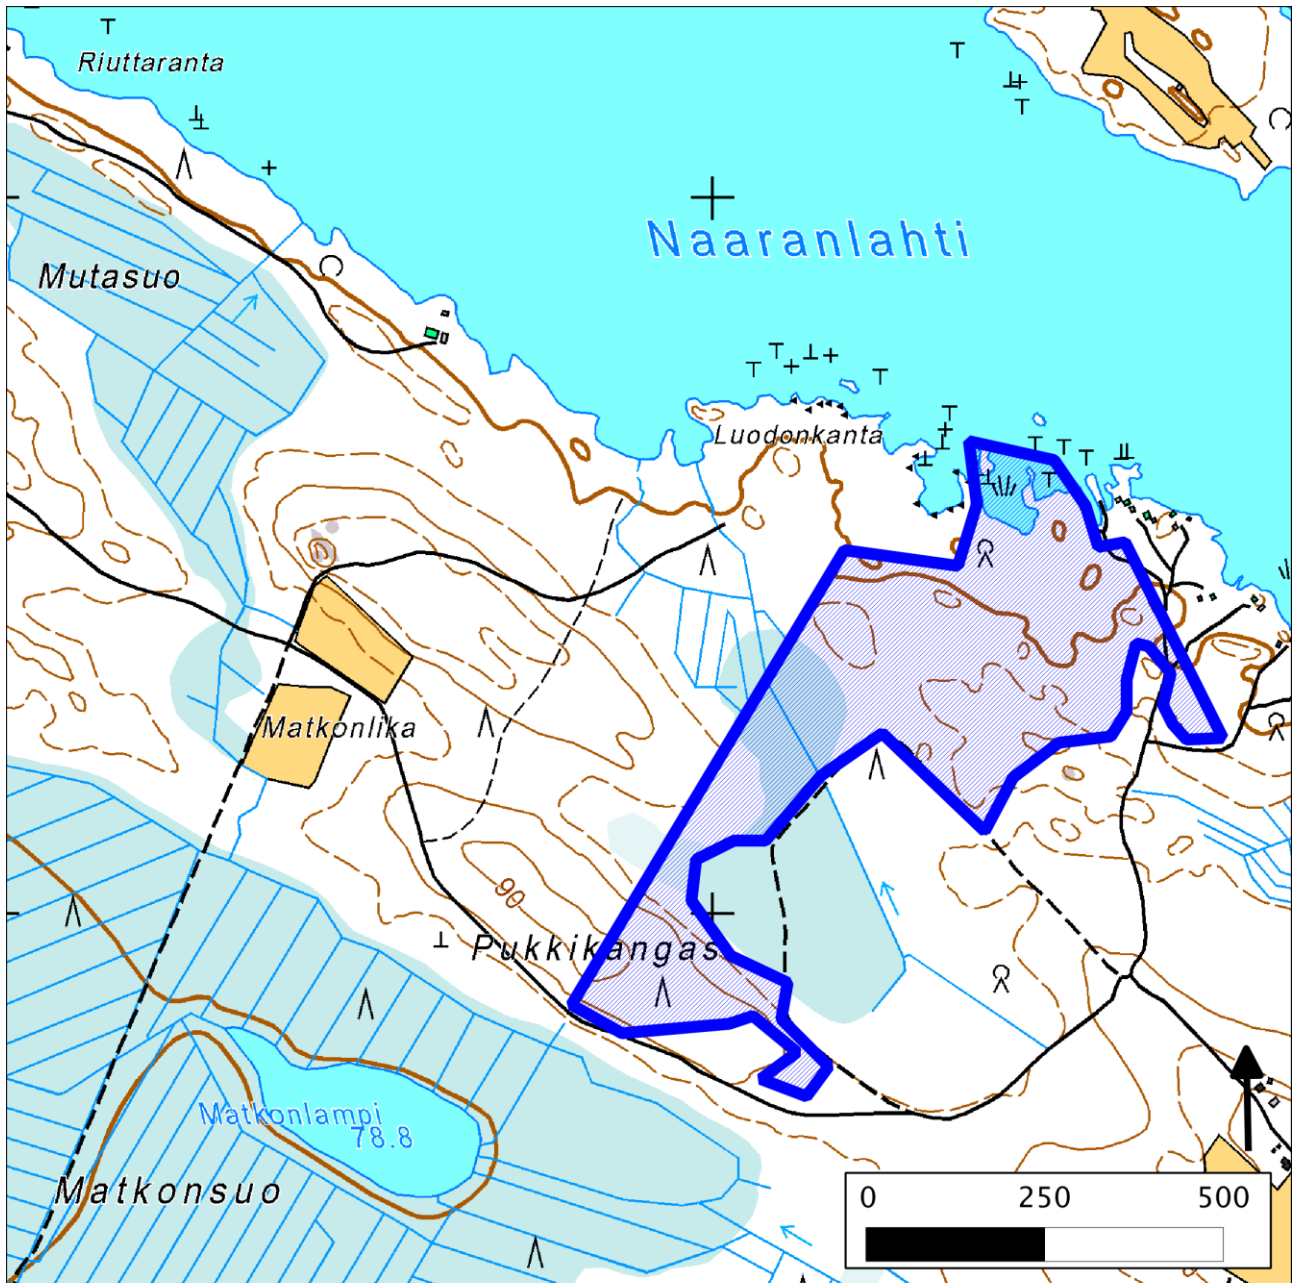 Riuttaranta
Naaranlahti
Mutasuo
Luodonkanta
Matkonlika
90
Pukkikangas
Matkonlampi
78.8
Matkonsuo
0 250 500